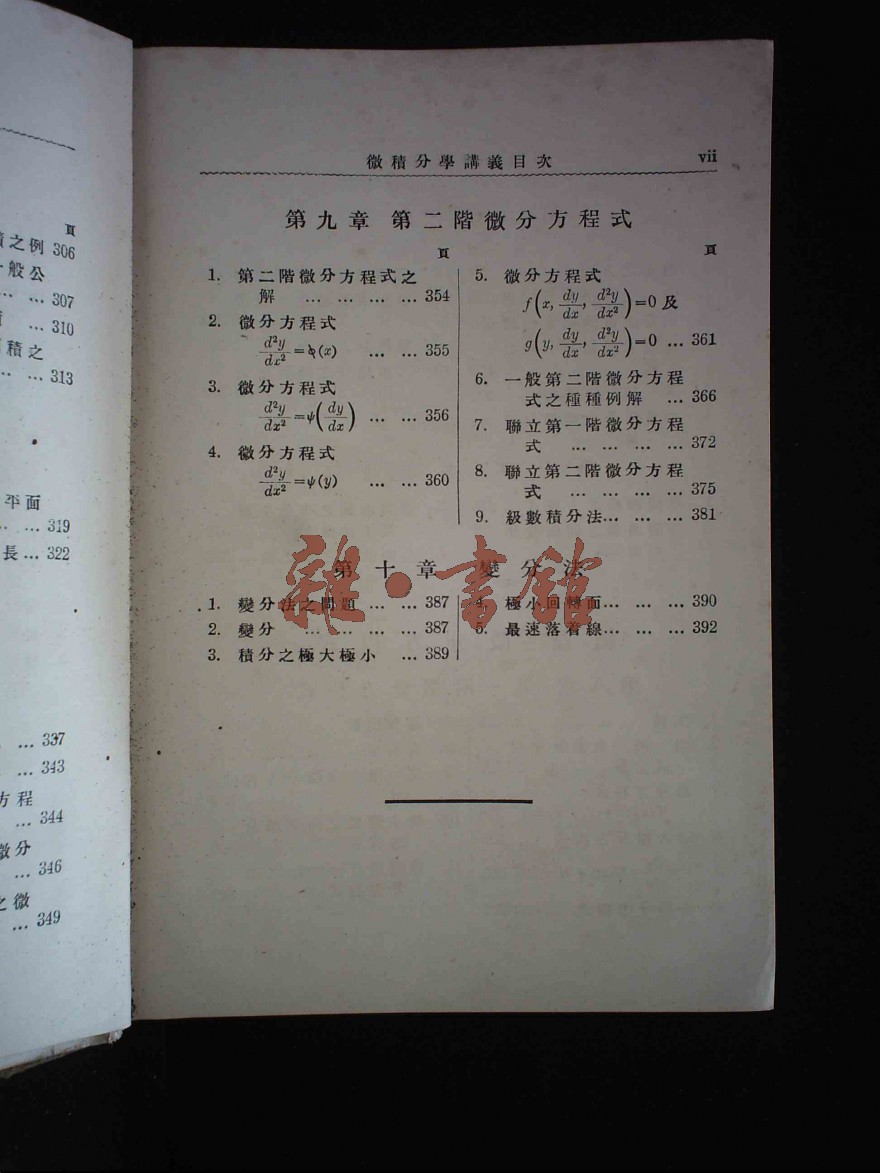 頁
之例 306
般公
… … 307
… 310
積之
… … 313
平面
… … 319
長 … 322
… 337
… 343
方程
… 344
微分
… 346
之微
… 349
微積分學講義目次 vii
第九章 第二階微分方程式
頁
1. 第二階微分方程式之
解 … … … … 354
2. 微分方程式
d²y/dx² = (x) … … 355
3. 微分方程式
d²y/dx² = ψ(dy/dx) … … 356
4. 微分方程式
d²y/dx² = ψ(y) … … 360
頁
5. 微分方程式
f(x, dy/dx, d²y/dx²)=0 及
g(y, dy/dx, d²y/dx²)=0 … 361
6. 一般第二階微分方程
式之種種例解 … 366
7. 聯立第一階微分方程
式 … … … … 372
8. 聯立第二階微分方程
式 … … … … 375
9. 級數積分法… … … 381
第十章 變分法
1. 變分法之問題 … … 387
2. 變分 … … … … 387
3. 積分之極大極小 … 389
4. 極小回轉面… … … 390
5. 最速落着線… … … 392
雜·書館